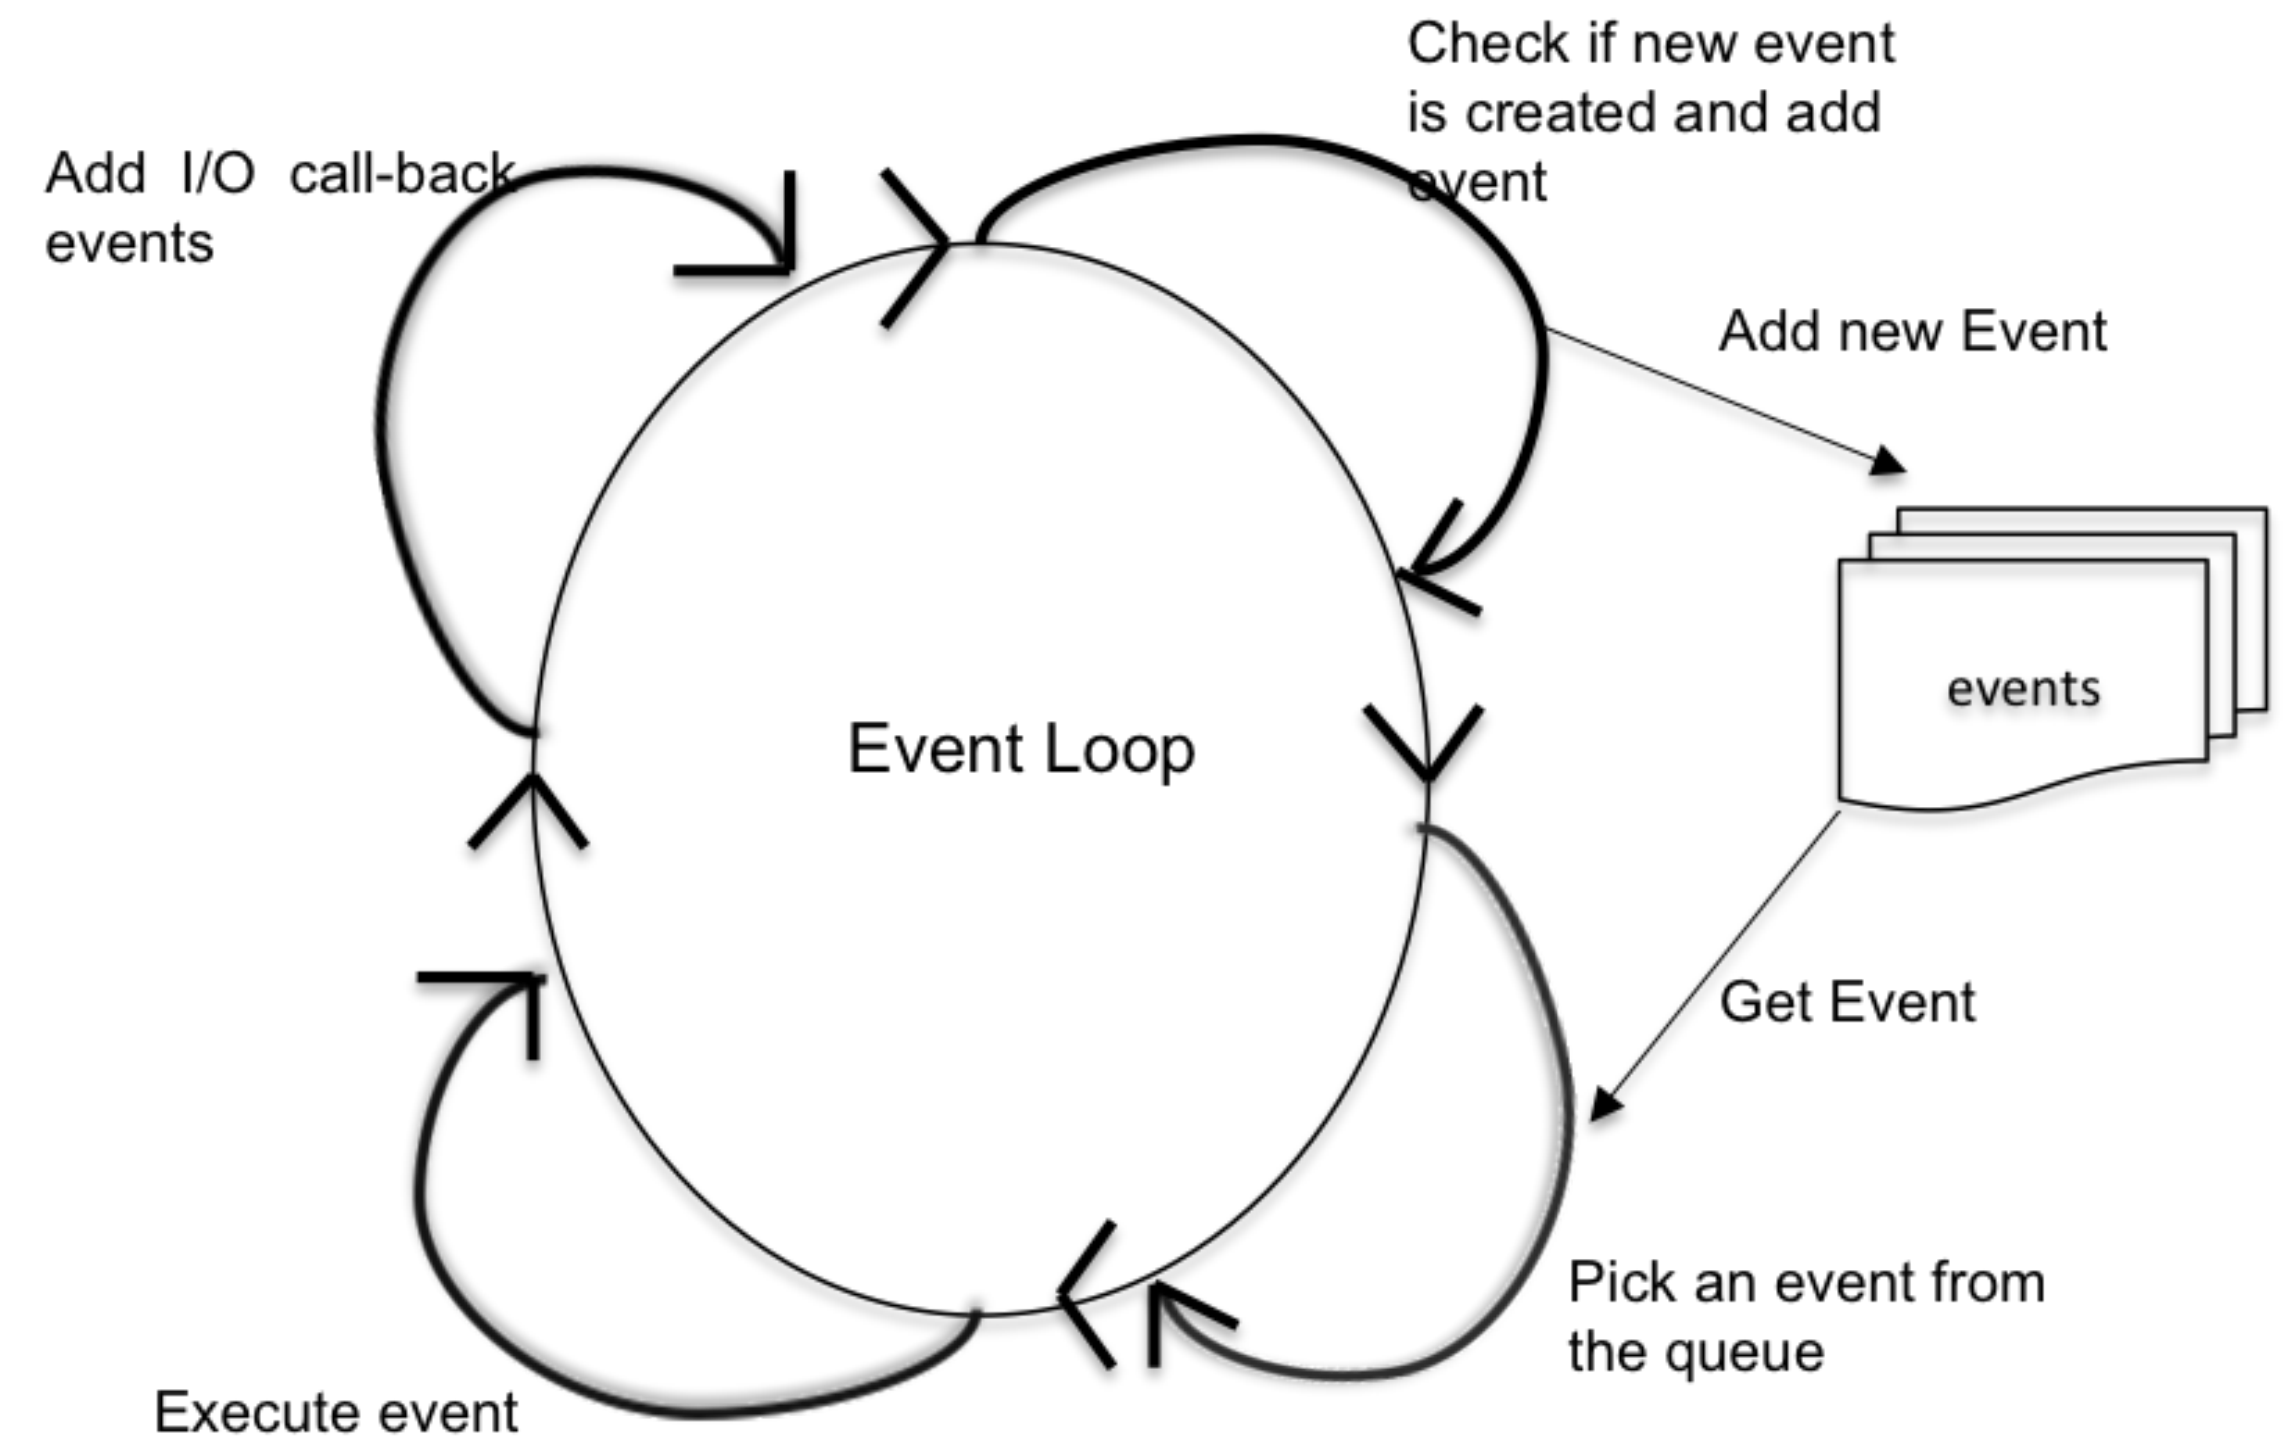 Check if new event
is created and add
event
Add I/O call-back
events
Add new Event
events
Event Loop
Get Event
Pick an event from
the queue
Execute event